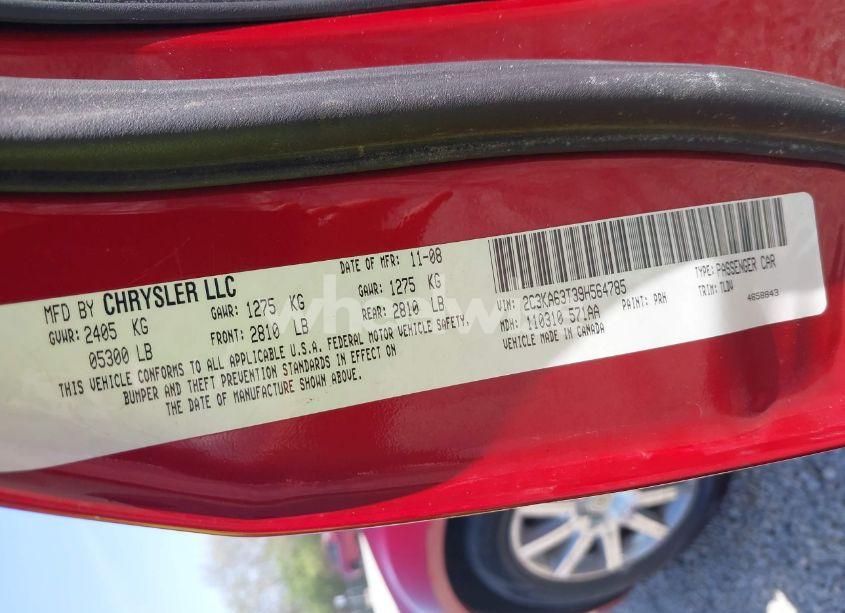 MFD BY CHRYSLER LLC
DATE OF MFR: 11-08
GVWR: 2405 KG
05300 LB
GAWR: 1275 KG
FRONT: 2810 LB
GAWR: 1275 KG
REAR: 2810 LB
THIS VEHICLE CONFORMS TO ALL APPLICABLE U.S.A. FEDERAL MOTOR VEHICLE SAFETY,
BUMPER AND THEFT PREVENTION STANDARDS IN EFFECT ON
THE DATE OF MANUFACTURE SHOWN ABOVE.
VIN: 2C3KA63T39H564785
TYPE: PASSENGER CAR
MDH: 110310 571AA
PAINT: PRH
TRIM: TLDV
VEHICLE MADE IN CANADA
4658843